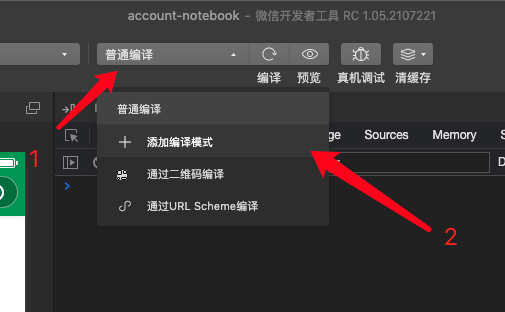 account-notebook – 微信开发者工具 RC 1.05.2107221
普通编译
编译
预览
真机调试
清缓存
普通编译
添加编译模式
通过二维码编译
通过URL Scheme编译
Sources
Memory
1
2